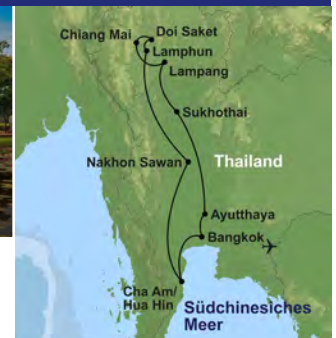 Chiang Mai
Doi Saket
Lamphun
Lampang
Sukhothai
Nakhon Sawan
Thailand
Ayutthaya
Bangkok
Cha Am/
Hua Hin
Südchinesiches
Meer